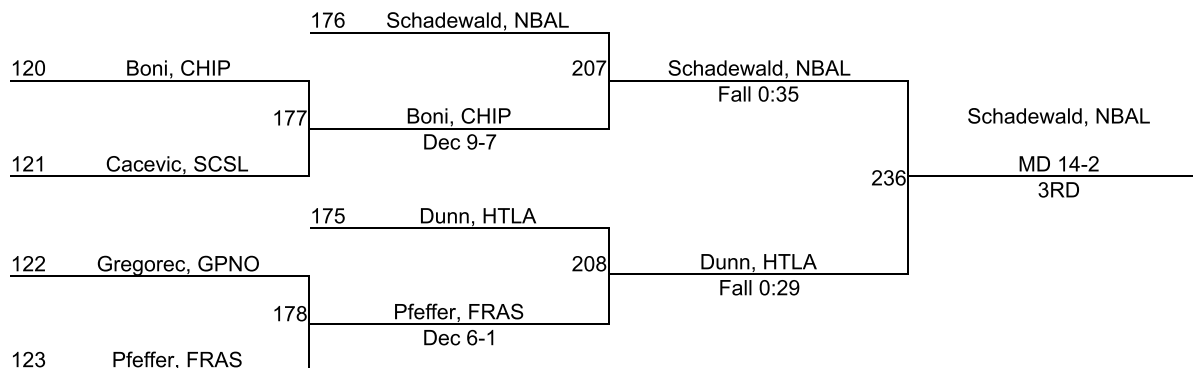 176 Schadewald, NBAL
120 Boni, CHIP
207 Schadewald, NBAL
Fall 0:35
177 Boni, CHIP
Dec 9-7
Schadewald, NBAL
121 Cacevic, SCSL
MD 14-2
236
3RD
175 Dunn, HTLA
122 Gregorec, GPNO
208 Dunn, HTLA
Fall 0:29
178 Pfeffer, FRAS
Dec 6-1
123 Pfeffer, FRAS